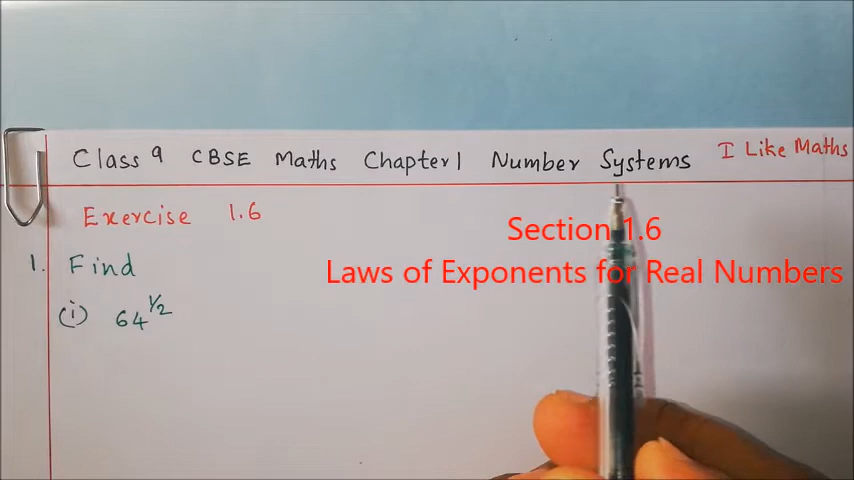 Class 9 CBSE Maths Chapter 1 Number Systems I Like Maths
Exercise 1.6
Section 1.6
Laws of Exponents for Real Numbers
1. Find
(i) 64^1/2